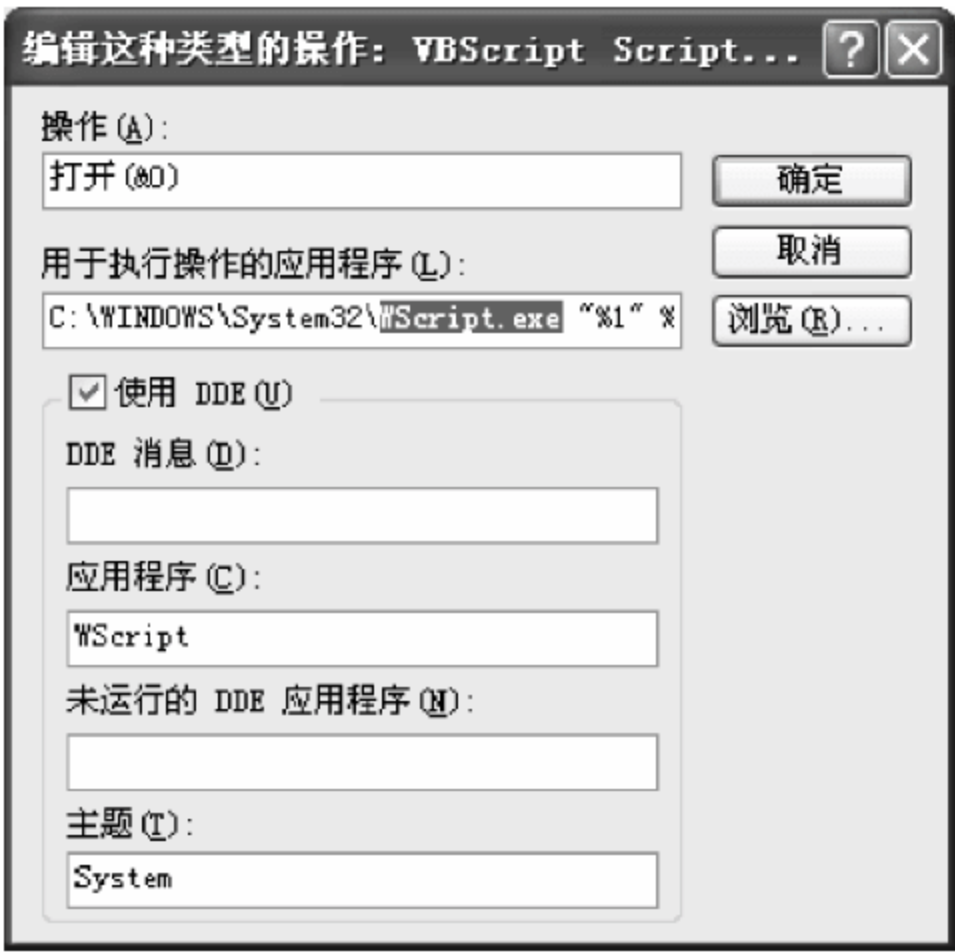 编辑这种类型的操作: VBScript Script...
操作(A):
打开(&O)
确定
取消
用于执行操作的应用程序(L):
C:\WINDOWS\System32\WScript.exe "%1" %
浏览(R)...
使用 DDE(U)
DDE 消息(D):
应用程序(C):
WScript
未运行的 DDE 应用程序(N):
主题(T):
System